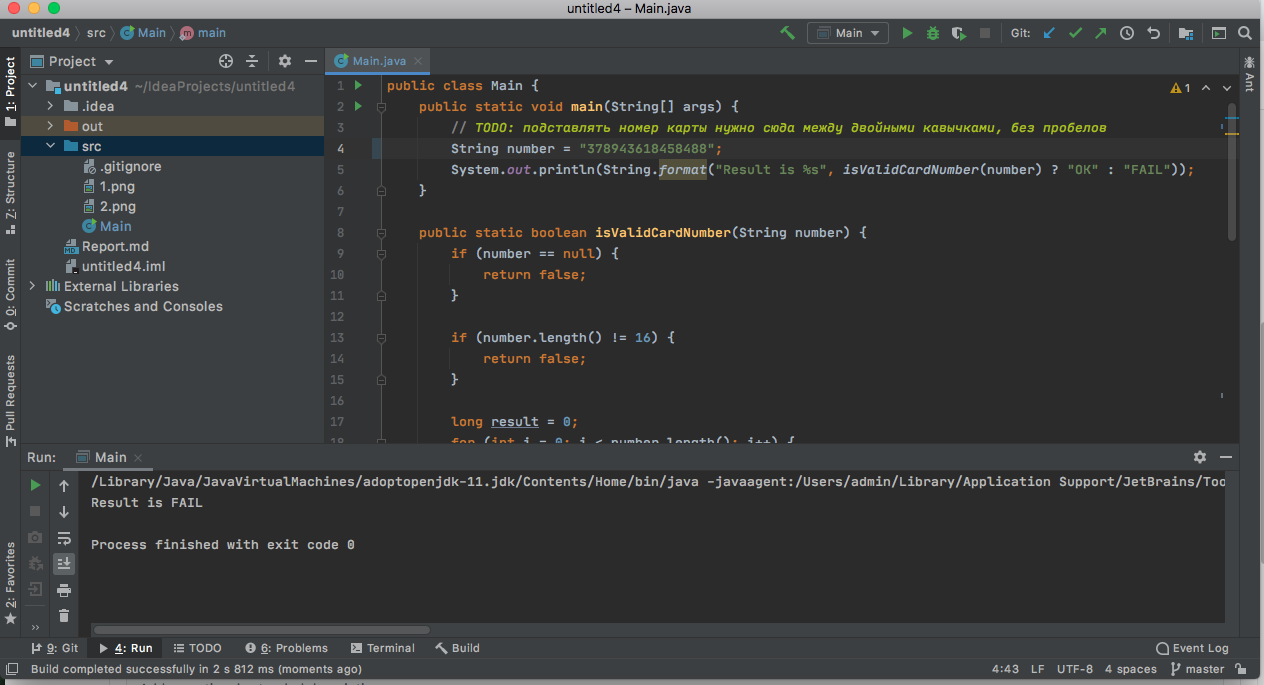 untitled4 – Main.java
untitled4 src Main m main
Main Git:
1: Project
Project
Main.java
untitled4 ~/IdeaProjects/untitled4
.idea
out
src
.gitignore
1.png
2.png
Main
Report.md
untitled4.iml
External Libraries
Scratches and Consoles
Z: Structure
0: Commit
Pull Requests
2: Favorites
Ant
1
1 public class Main {
2 public static void main(String[] args) {
3 // TODO: подставлять номер карты нужно сюда между двойными кавычками, без пробелов
4 String number = "378943618458488";
5 System.out.println(String.format("Result is %s", isValidCardNumber(number) ? "OK" : "FAIL"));
6 }
7
8 public static boolean isValidCardNumber(String number) {
9 if (number == null) {
10 return false;
11 }
12
13 if (number.length() != 16) {
14 return false;
15 }
16
17 long result = 0;
18 for (int i = 0; i < number.length(); i++) {
Run: Main
/Library/Java/JavaVirtualMachines/adoptopenjdk-11.jdk/Contents/Home/bin/java -javaagent:/Users/admin/Library/Application Support/JetBrains/Too
Result is FAIL
Process finished with exit code 0
9: Git 4: Run TODO 6: Problems Terminal Build Event Log
Build completed successfully in 2 s 812 ms (moments ago) 4:43 LF UTF-8 4 spaces master